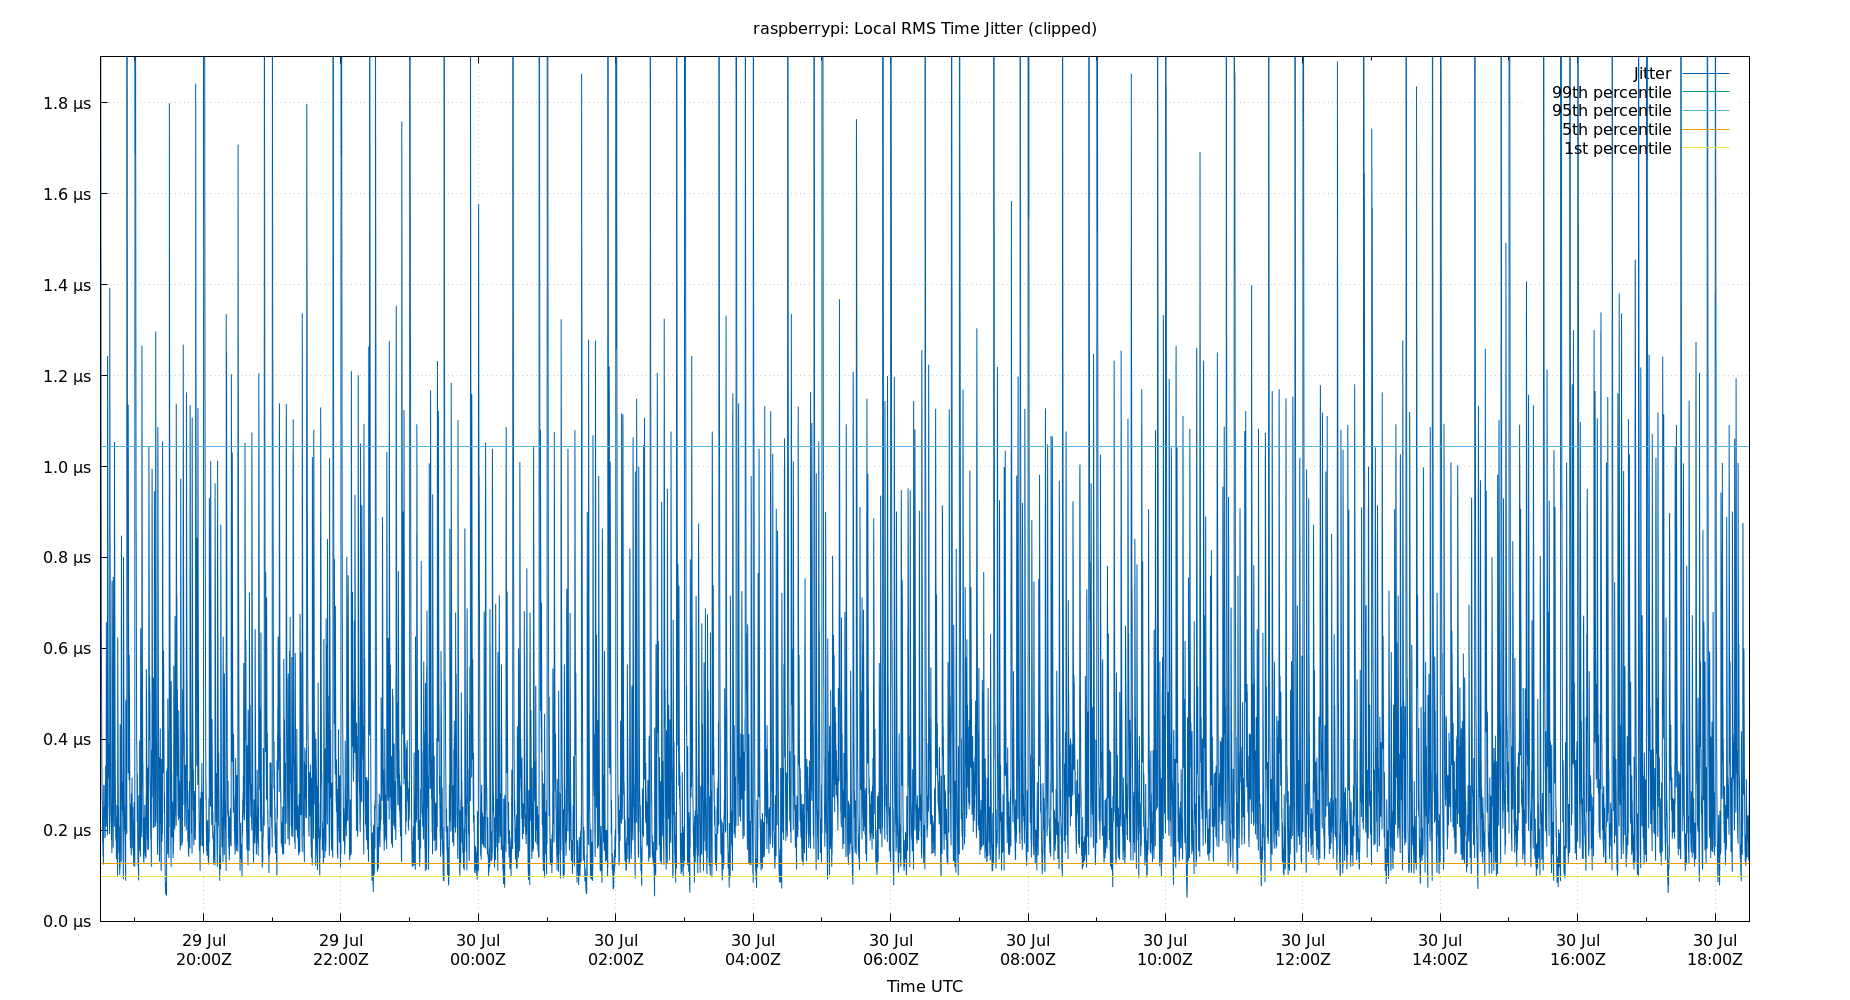 raspberrypi: Local RMS Time Jitter (clipped)
Jitter
99th percentile
95th percentile
5th percentile
1st percentile
1.8 µs
1.6 µs
1.4 µs
1.2 µs
1.0 µs
0.8 µs
0.6 µs
0.4 µs
0.2 µs
0.0 µs
29 Jul 29 Jul 30 Jul 30 Jul 30 Jul 30 Jul 30 Jul 30 Jul 30 Jul 30 Jul 30 Jul 30 Jul
20:00Z 22:00Z 00:00Z 02:00Z 04:00Z 06:00Z 08:00Z 10:00Z 12:00Z 14:00Z 16:00Z 18:00Z
Time UTC